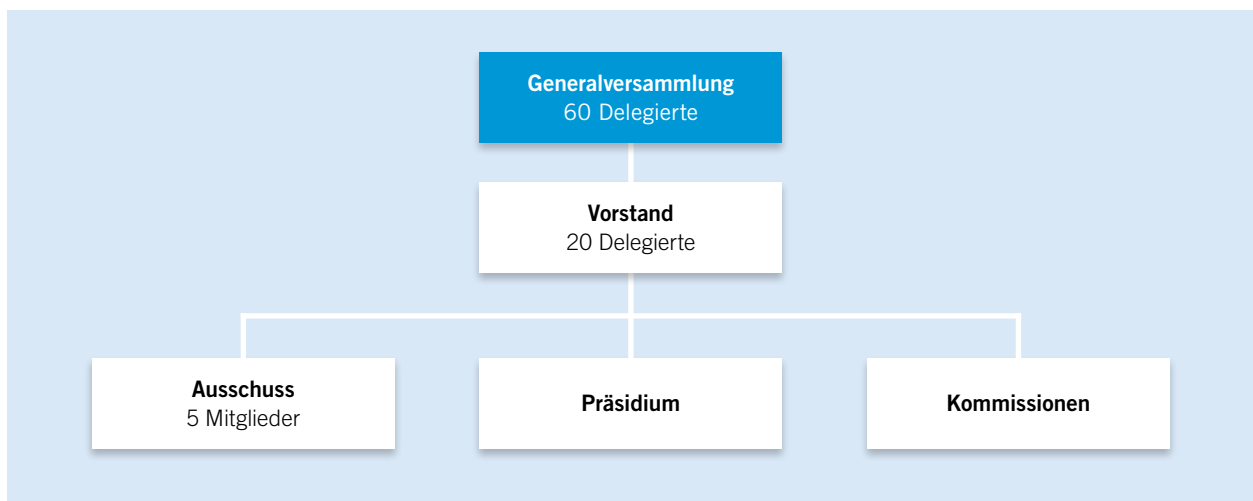 Generalversammlung
60 Delegierte
Vorstand
20 Delegierte
Ausschuss
5 Mitglieder
Präsidium
Kommissionen